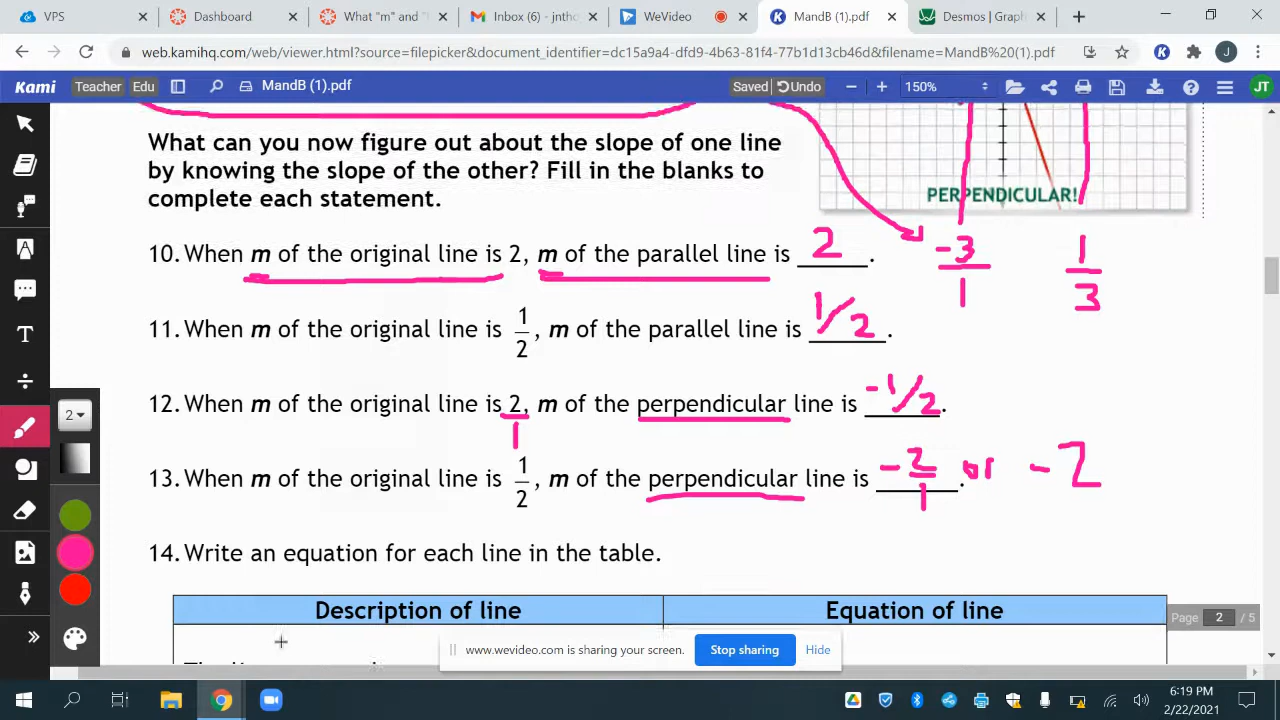 VPS
Dashboard
What "m" and "
Inbox (6) - jntho
WeVideo
MandB (1).pdf
Desmos | Graph
web.kamihq.com/web/viewer.html?source=filepicker&document_identifier=dc15a9a4-dfd9-4b63-81f4-77b1d13cb46d&filename=MandB%20(1).pdf
Kami Teacher Edu MandB (1).pdf Saved Undo 150% JT
PERPENDICULAR!
What can you now figure out about the slope of one line
by knowing the slope of the other? Fill in the blanks to
complete each statement.
10. When m of the original line is 2, m of the parallel line is 2.
-3/1 1/3
11. When m of the original line is 1/2, m of the parallel line is 1/2.
12. When m of the original line is 2/1, m of the perpendicular line is -1/2.
13. When m of the original line is 1/2, m of the perpendicular line is -2/1. or -2
14. Write an equation for each line in the table.
Description of line Equation of line
Page 2 / 5
www.wevideo.com is sharing your screen. Stop sharing Hide
2
6:19 PM
2/22/2021